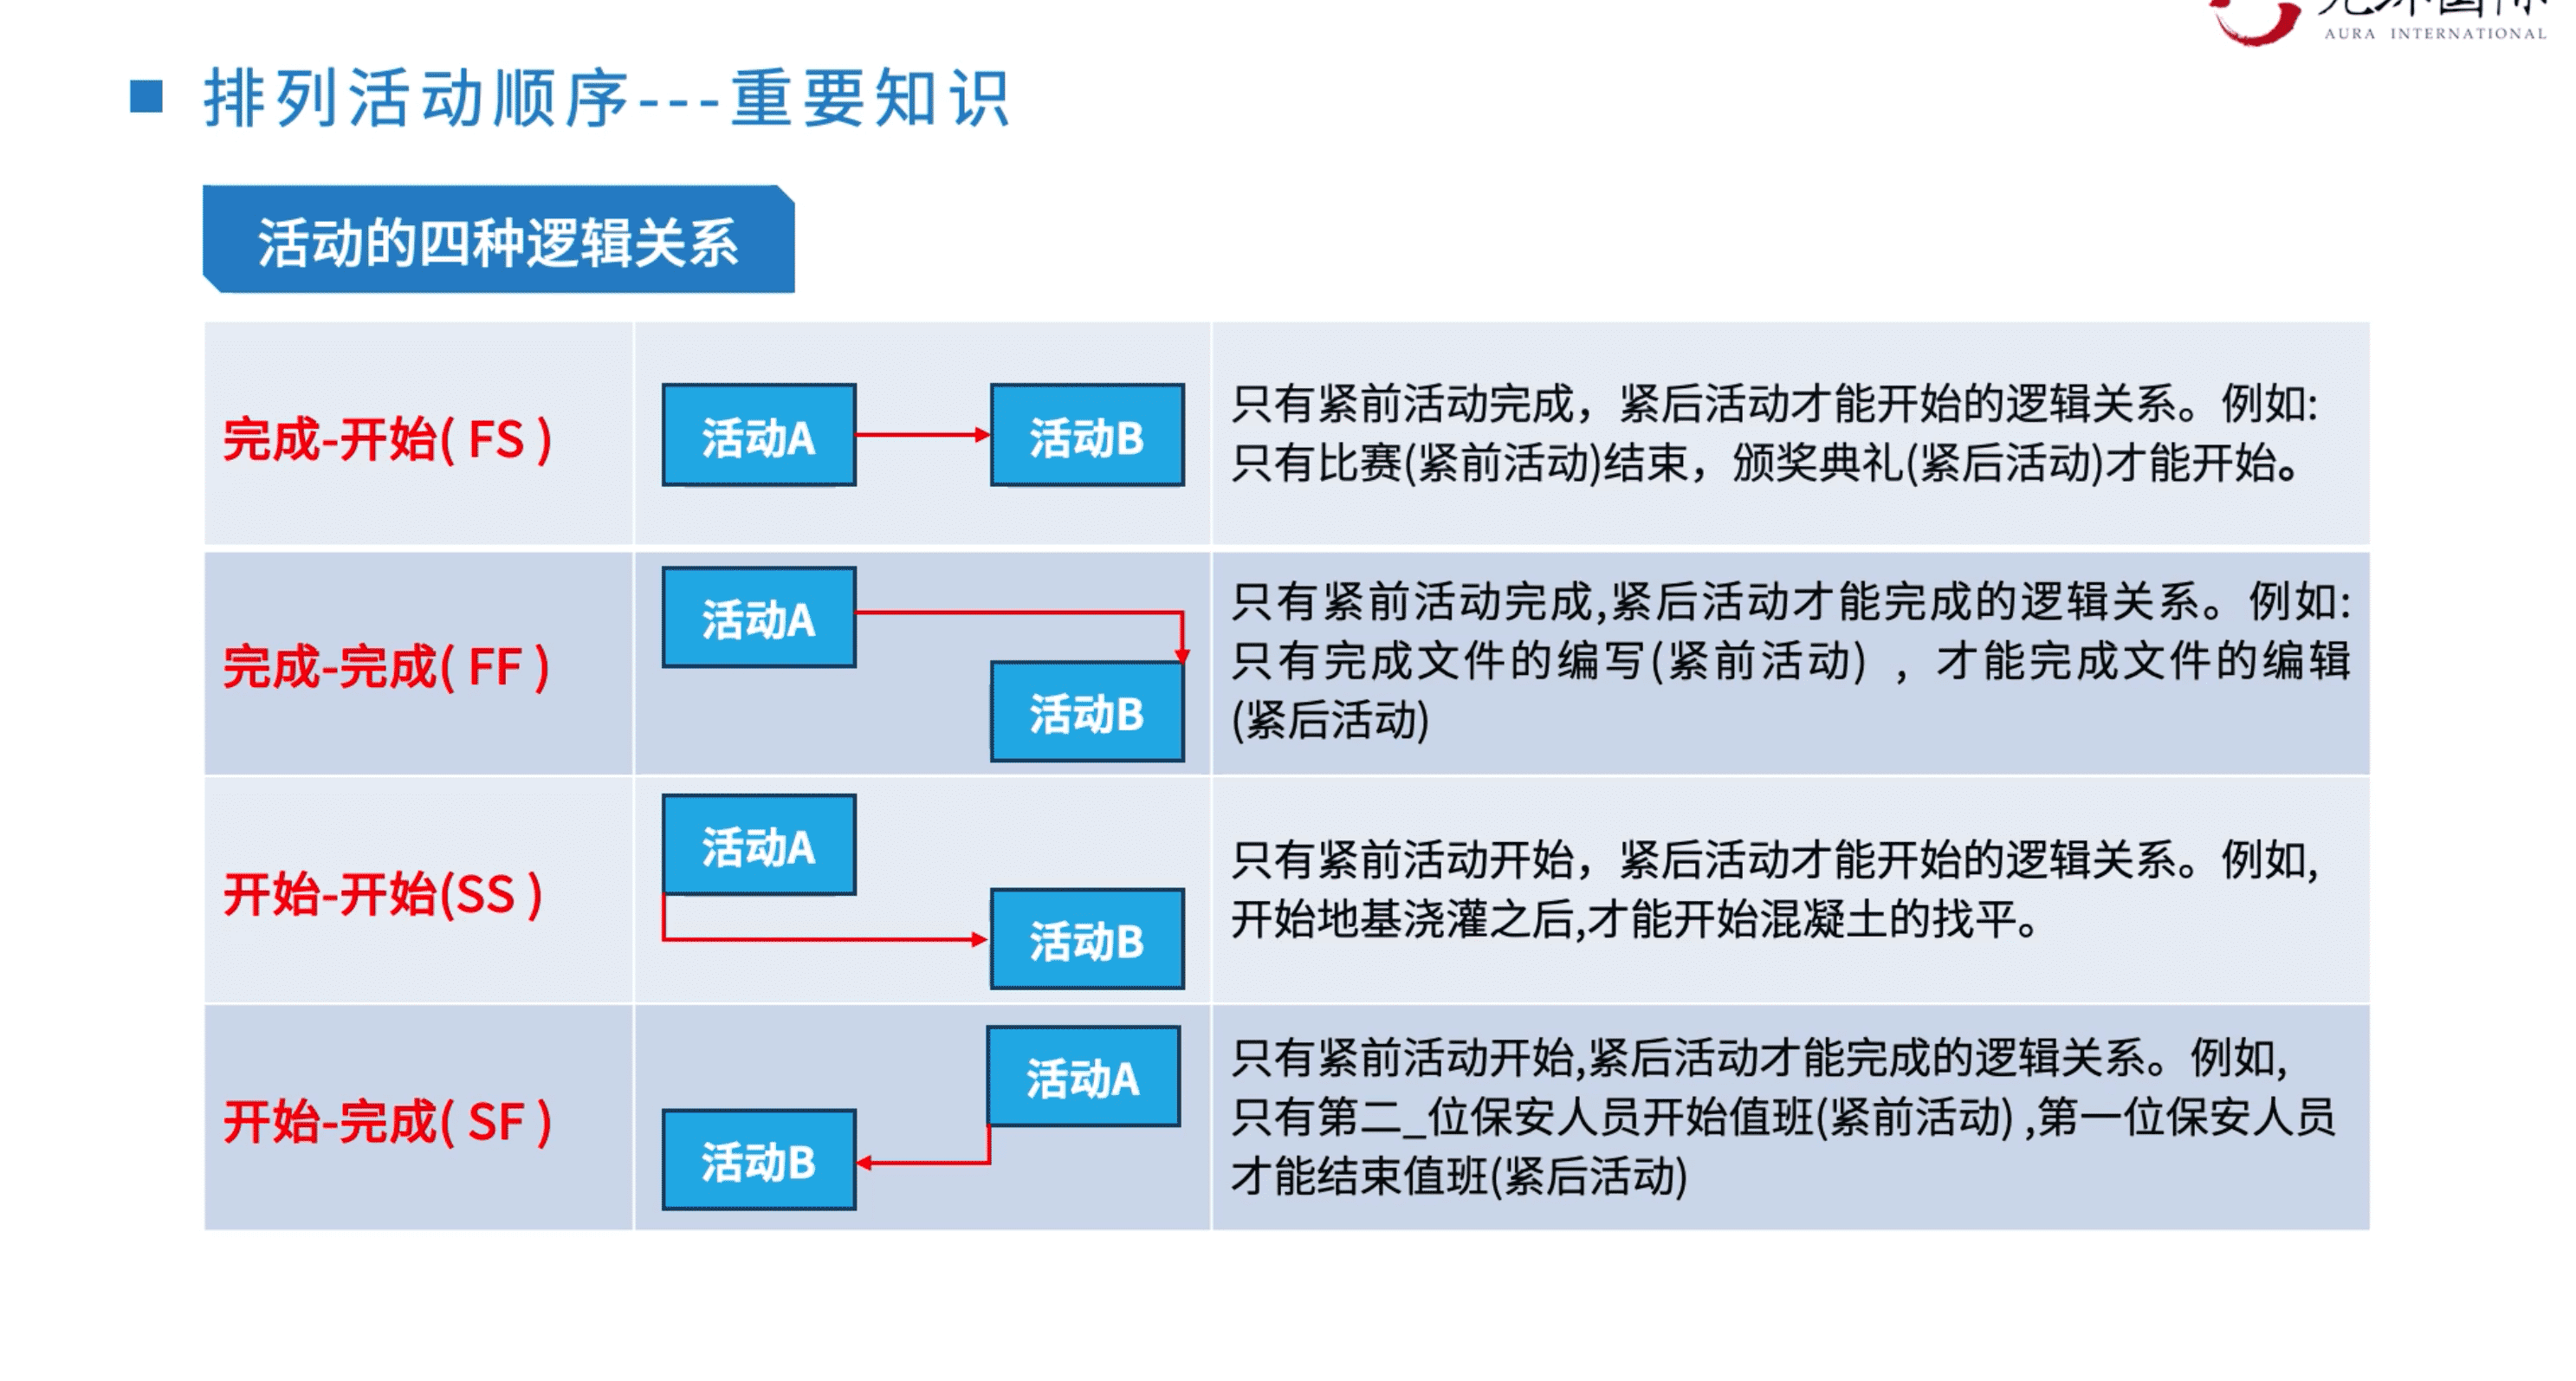 AURA INTERNATIONAL
排列活动顺序---重要知识
活动的四种逻辑关系
完成-开始( FS )
活动A
活动B
只有紧前活动完成，紧后活动才能开始的逻辑关系。例如:
只有比赛(紧前活动)结束，颁奖典礼(紧后活动)才能开始。
完成-完成( FF )
活动A
活动B
只有紧前活动完成,紧后活动才能完成的逻辑关系。例如:
只有完成文件的编写(紧前活动) ，才能完成文件的编辑
(紧后活动)
开始-开始(SS )
活动A
活动B
只有紧前活动开始，紧后活动才能开始的逻辑关系。例如,
开始地基浇灌之后,才能开始混凝土的找平。
开始-完成( SF )
活动A
活动B
只有紧前活动开始,紧后活动才能完成的逻辑关系。例如,
只有第二_位保安人员开始值班(紧前活动) ,第一位保安人员
才能结束值班(紧后活动)